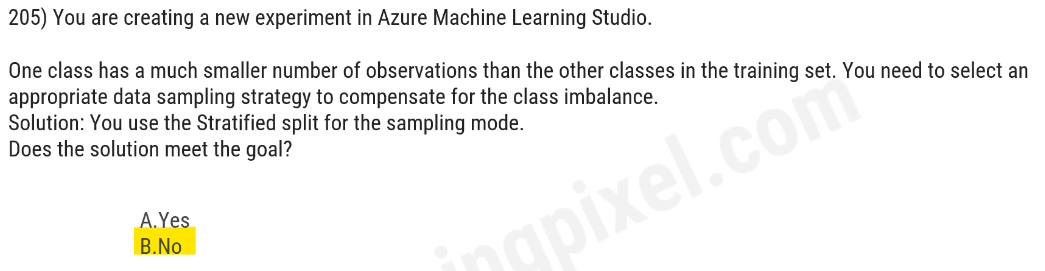 205) You are creating a new experiment in Azure Machine Learning Studio.
One class has a much smaller number of observations than the other classes in the training set. You need to select an
appropriate data sampling strategy to compensate for the class imbalance.
Solution: You use the Stratified split for the sampling mode.
Does the solution meet the goal?
A.Yes
B.No
ingpixel.com